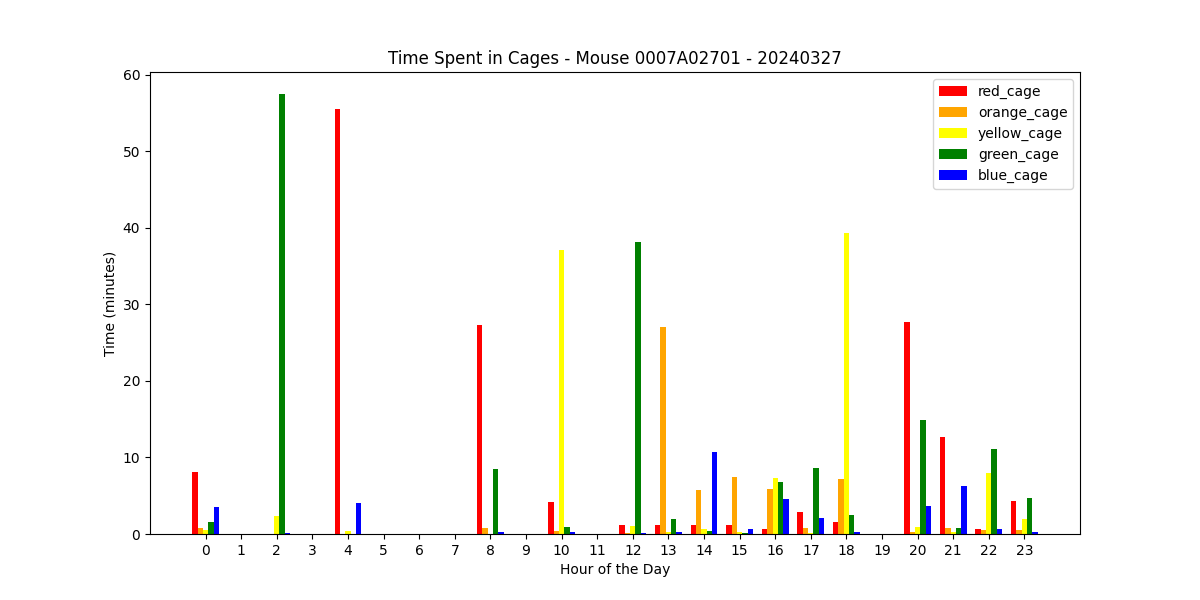 Time Spent in Cages - Mouse 0007A02701 - 20240327
60
50
40
30
20
10
0
Time (minutes)
red_cage
orange_cage
yellow_cage
green_cage
blue_cage
0 1 2 3 4 5 6 7 8 9 10 11 12 13 14 15 16 17 18 19 20 21 22 23
Hour of the Day